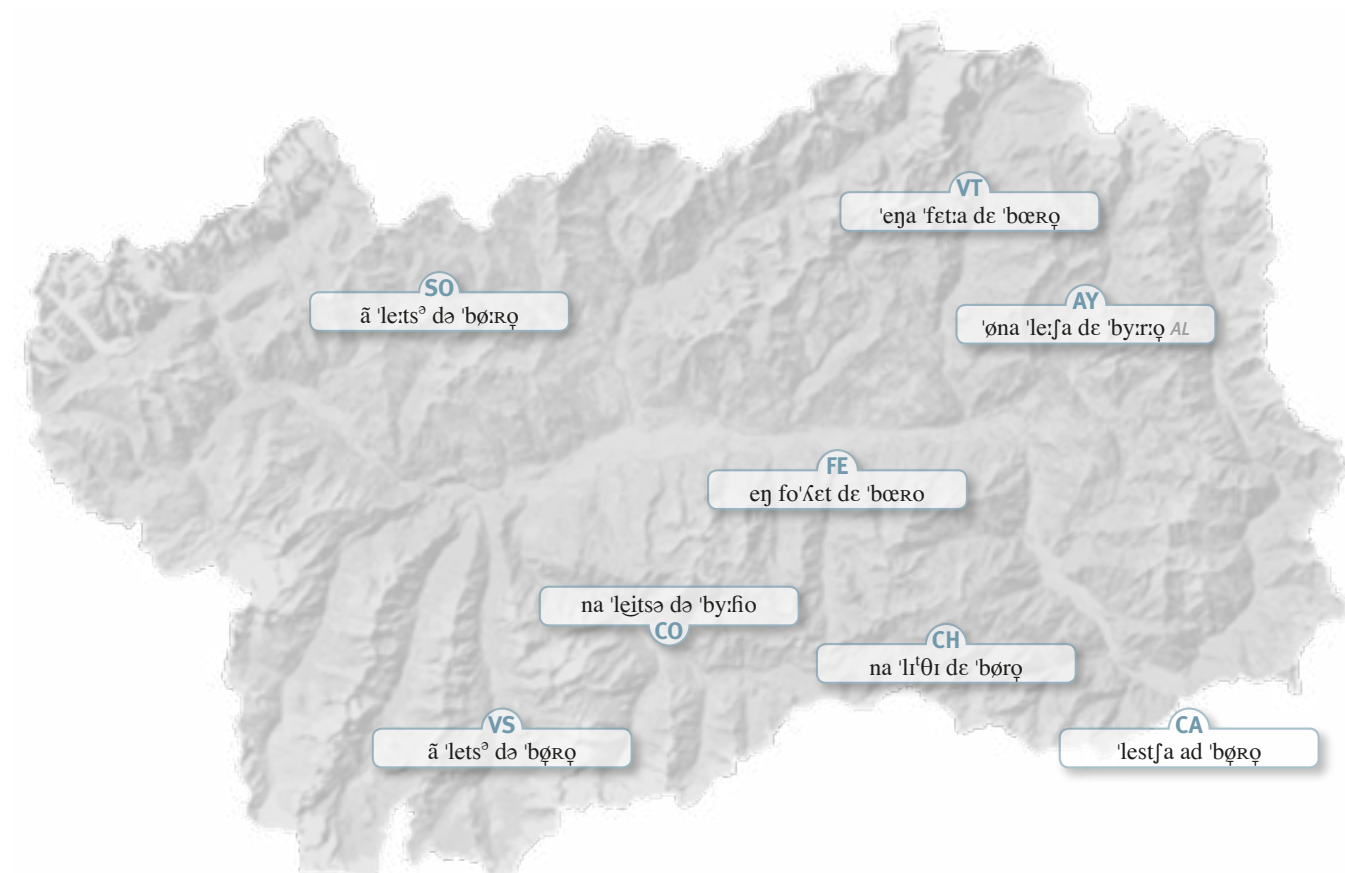 VT
ˈeŋa ˈfɛtːa dɛ ˈbœʀo̞
SO
ã ˈleːtsᵊ də ˈbøːʀo̞
AY
ˈøna ˈleːʃa dɛ ˈbyːrːo̞ AL
FE
eŋ foˈʎɛt dɛ ˈbœʀo
na ˈle͜itsə də ˈbyːɦo
CO
CH
na ˈlɪᵗθɪ dɛ ˈbøro̞
VS
ã ˈletsᵊ də ˈbø̞ʀo̞
CA
ˈlestʃa ad ˈbø̞ʀo̞